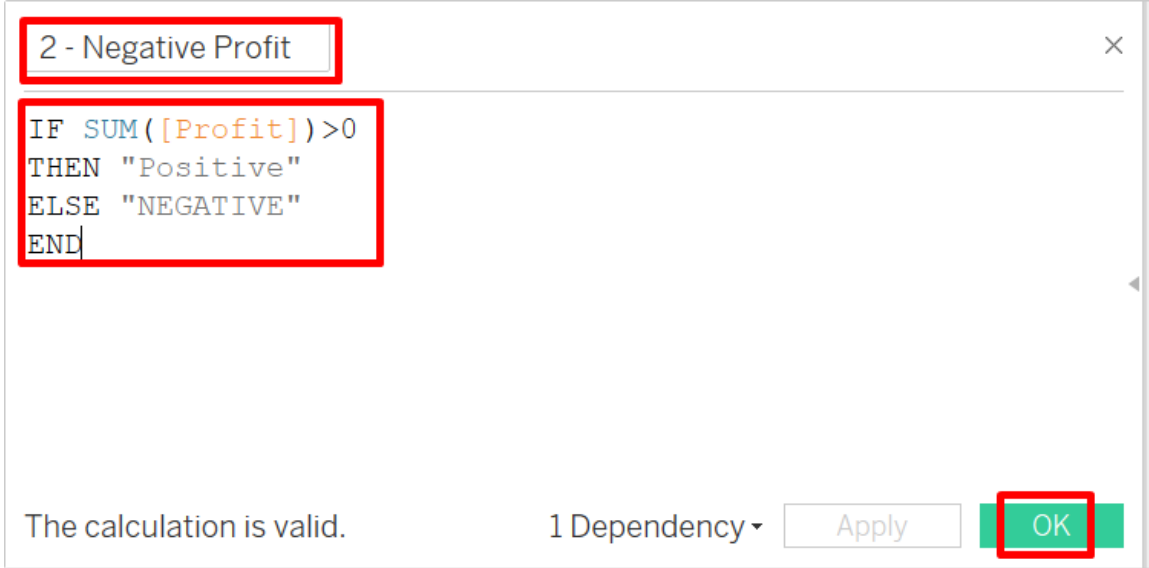 2 - Negative Profit
IF SUM([Profit])>0
THEN "Positive"
ELSE "NEGATIVE"
END
The calculation is valid.
1 Dependency
Apply
OK